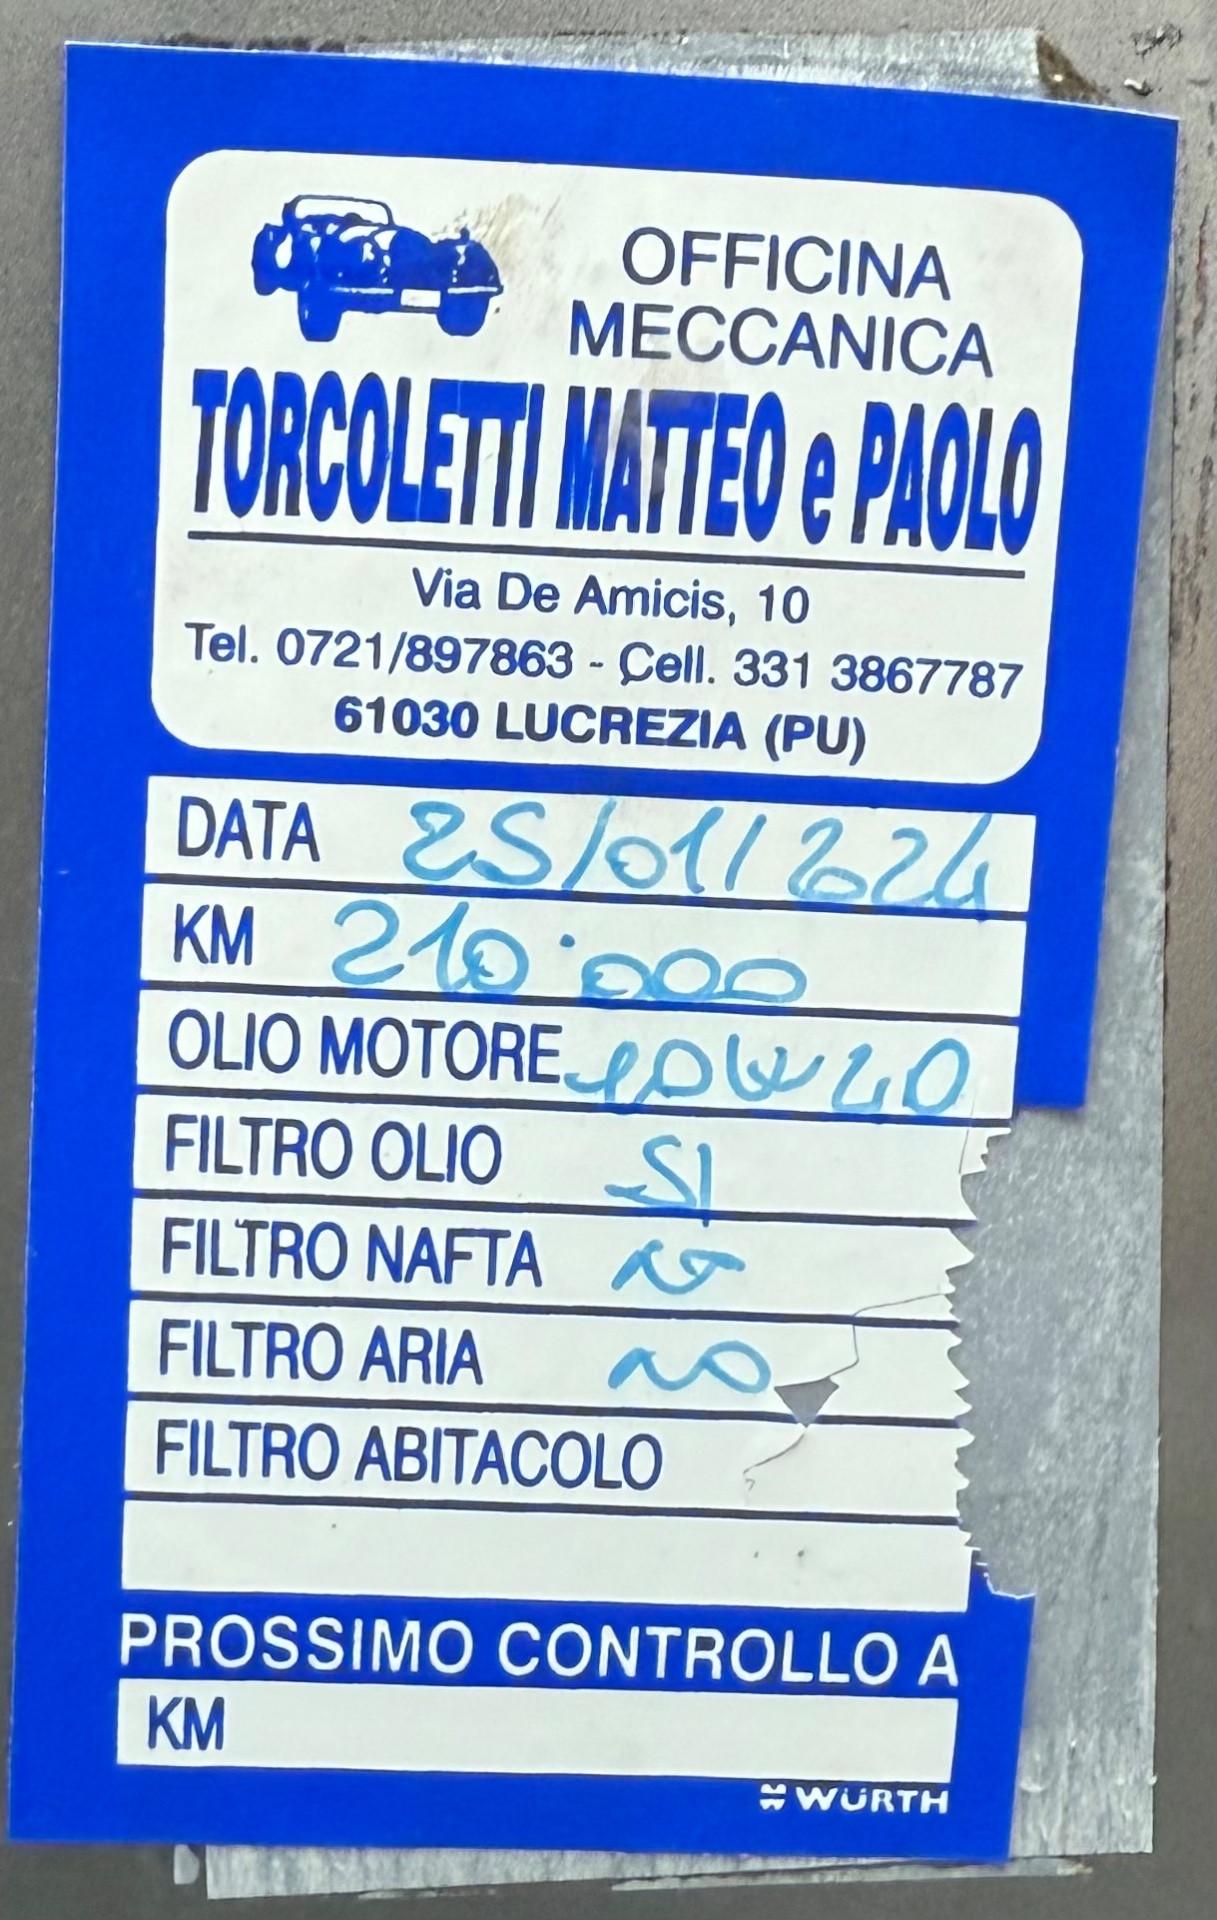 OFFICINA
MECCANICA
TORCOLETTI MATTEO e PAOLO
Via De Amicis, 10
Tel. 0721/897863 - Cell. 331 3867787
61030 LUCREZIA (PU)
DATA 25/01/2024
KM 210.000
OLIO MOTORE 10W40
FILTRO OLIO SI
FILTRO NAFTA NO
FILTRO ARIA NO
FILTRO ABITACOLO
PROSSIMO CONTROLLO A
KM
WÜRTH